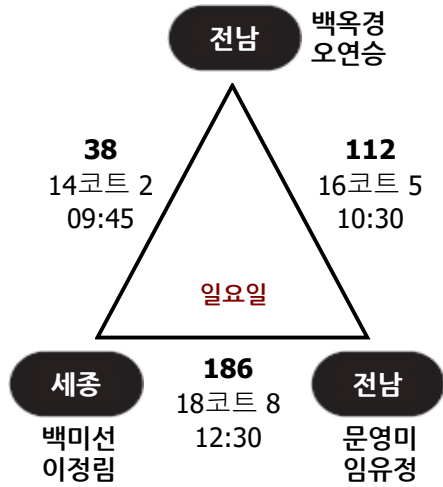 전남
백옥경
오연승
38
14코트 2
09:45
112
16코트 5
10:30
일요일
세종
백미선
이정림
186
18코트 8
12:30
전남
문영미
임유정